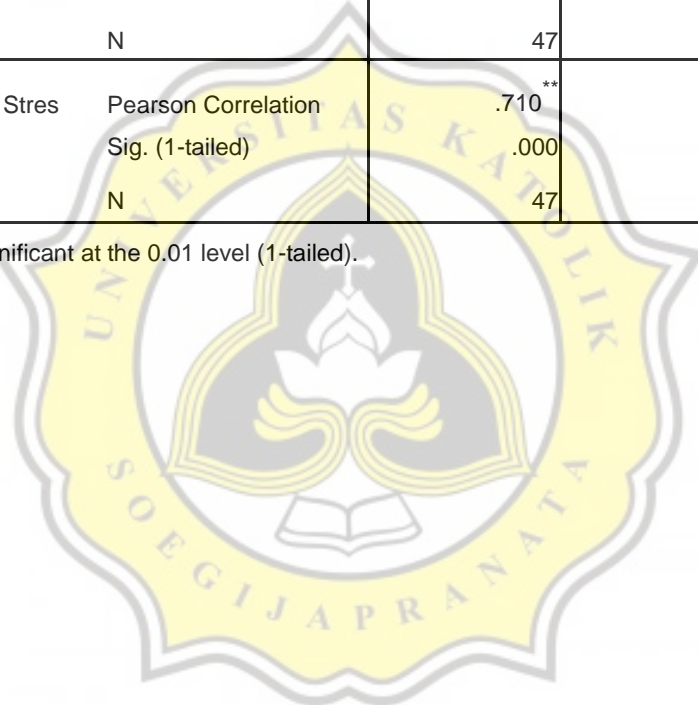 N 47
Stres Pearson Correlation .710**
Sig. (1-tailed) .000
N 47
nificant at the 0.01 level (1-tailed).
UNIVERSITAS KATOLIK
SOEGIJAPRANATA